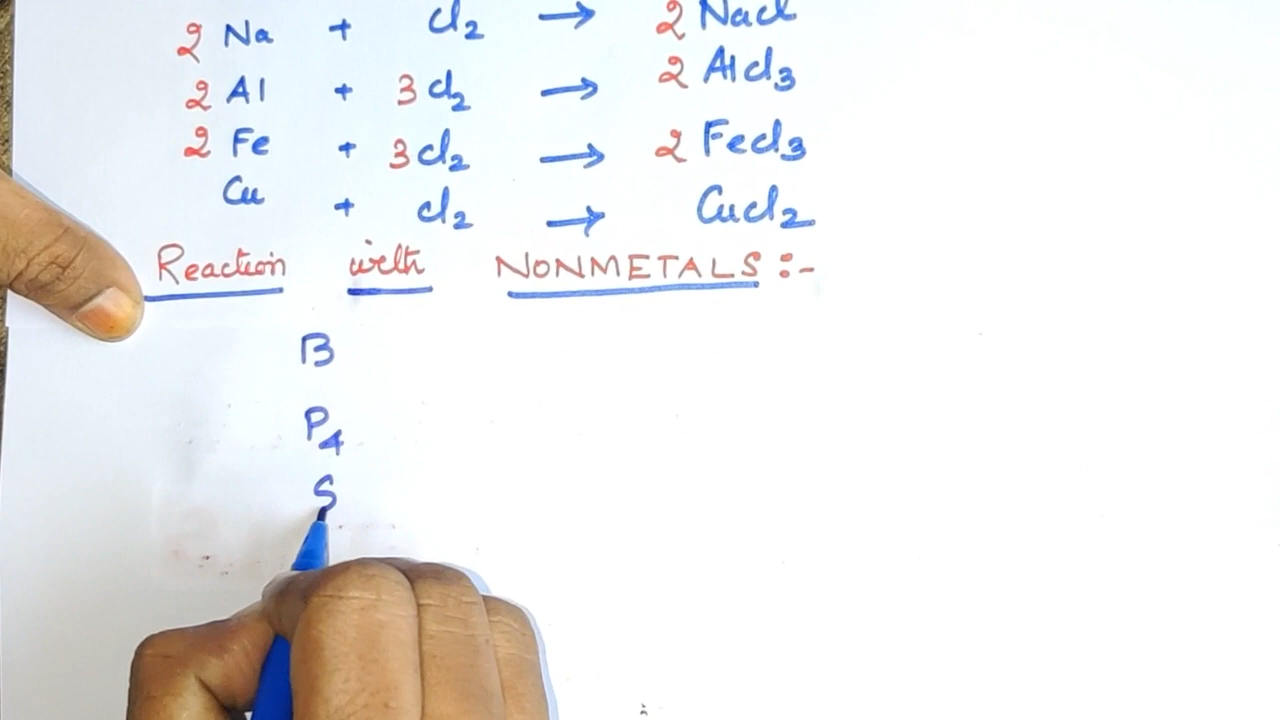 2 Na + Cl2 → 2 NaCl
2 Al + 3 Cl2 → 2 AlCl3
2 Fe + 3 Cl2 → 2 FeCl3
Cu + Cl2 → CuCl2
Reaction with NONMETALS :-
B
P4
S